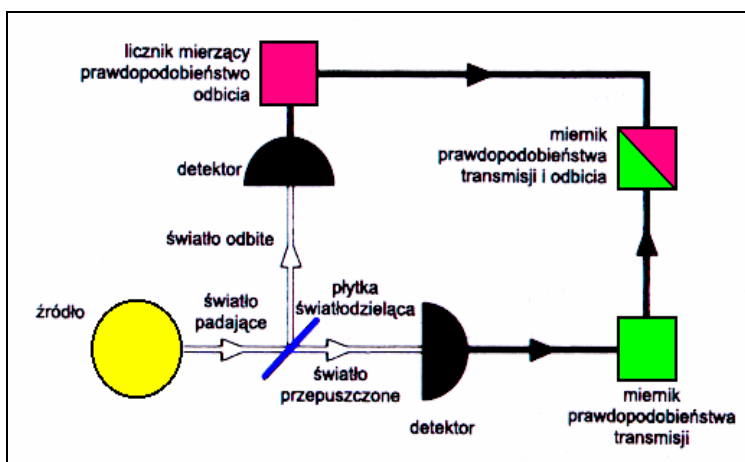 licznik mierzący
prawdopodobieństwo
odbicia
detektor
miernik
prawdopodobieństwa
transmisji i odbicia
światło odbite
źródło
światło
padające
płytka
światłodzieląca
światło
przepuszczone
detektor
miernik
prawdopodobieństwa
transmisji